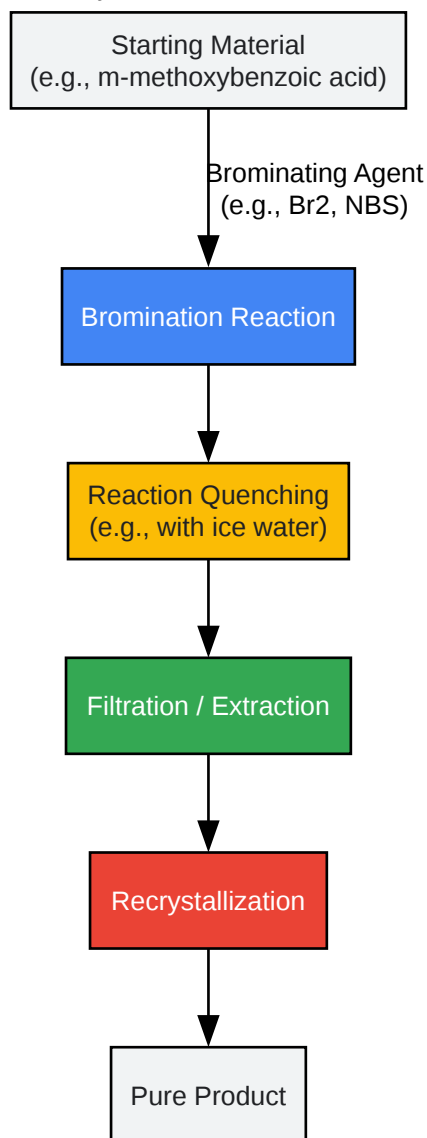 Starting Material
(e.g., m-methoxybenzoic acid)
Brominating Agent
(e.g., Br2, NBS)
Bromination Reaction
Reaction Quenching
(e.g., with ice water)
Filtration / Extraction
Recrystallization
Pure Product